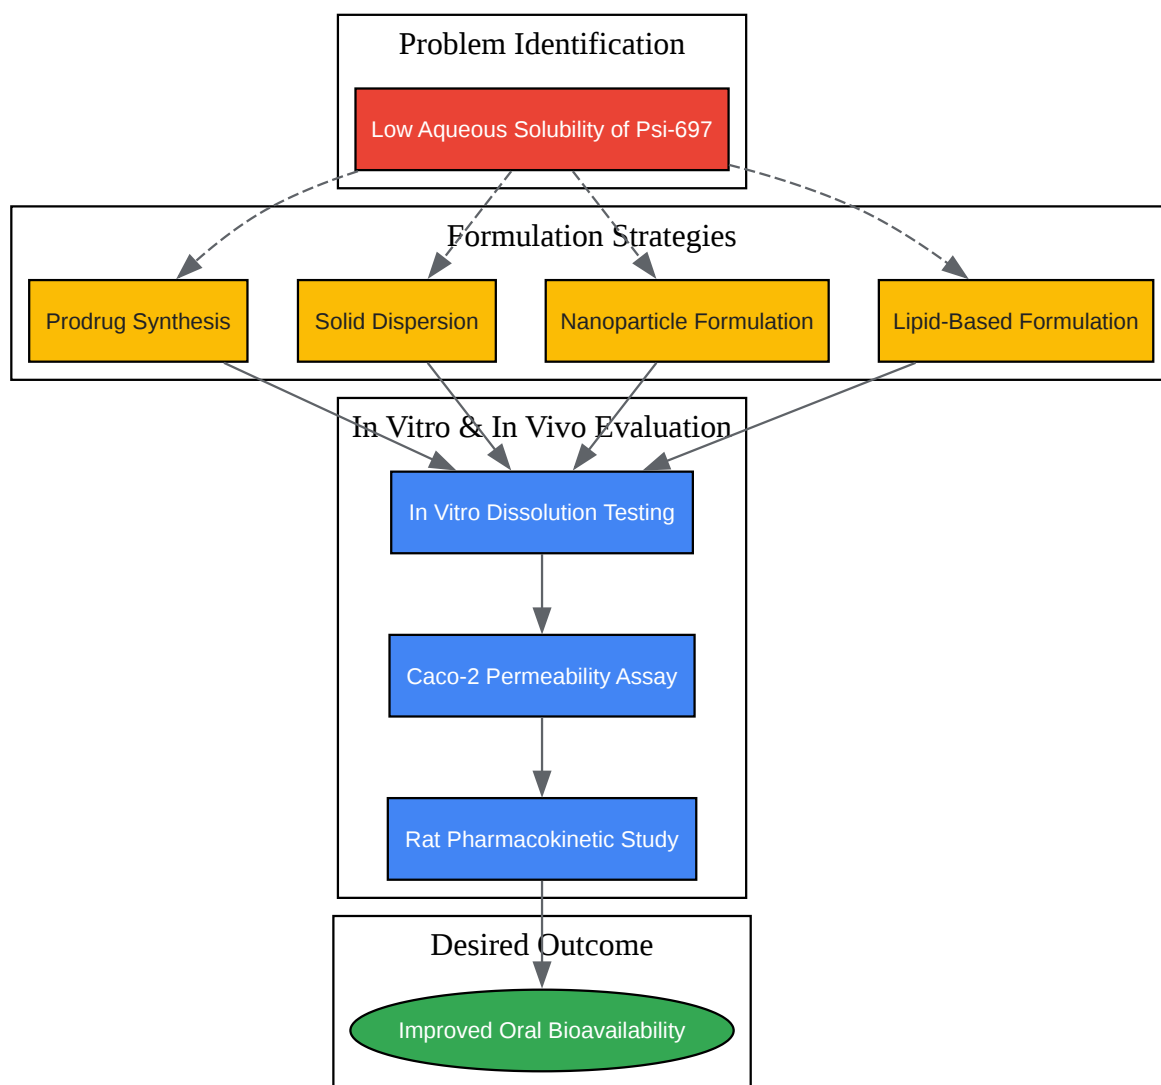 Problem Identification
Low Aqueous Solubility of Psi-697
Formulation Strategies
Prodrug Synthesis
Solid Dispersion
Nanoparticle Formulation
Lipid-Based Formulation
In Vitro & In Vivo Evaluation
In Vitro Dissolution Testing
Caco-2 Permeability Assay
Rat Pharmacokinetic Study
Desired Outcome
Improved Oral Bioavailability